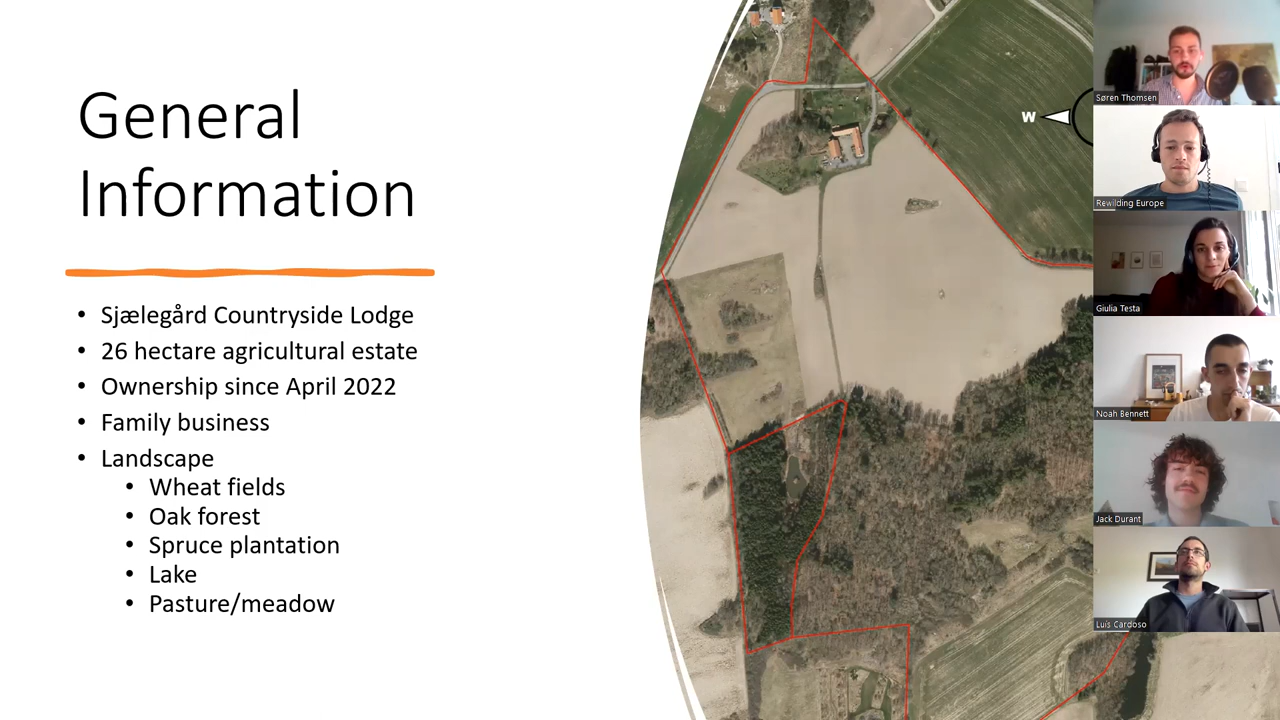 General
Information
• Sjælegård Countryside Lodge
• 26 hectare agricultural estate
• Ownership since April 2022
• Family business
• Landscape
• Wheat fields
• Oak forest
• Spruce plantation
• Lake
• Pasture/meadow
W
Søren Thomsen
Rewilding Europe
Giulia Testa
Noah Bennett
Jack Durant
Luís Cardoso